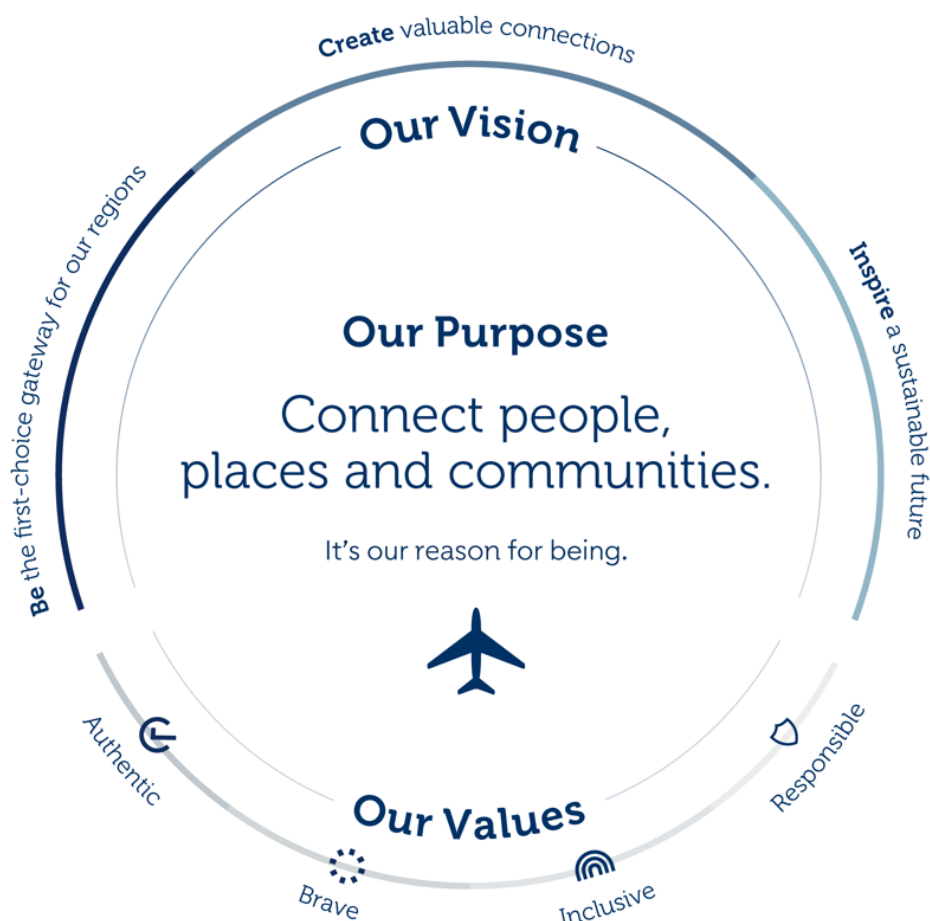 Create valuable connections
Our Vision
Be the first-choice gateway for our regions
Inspire a sustainable future
Our Purpose
Connect people,
places and communities.
It's our reason for being.
Our Values
Authentic
Brave
Inclusive
Responsible